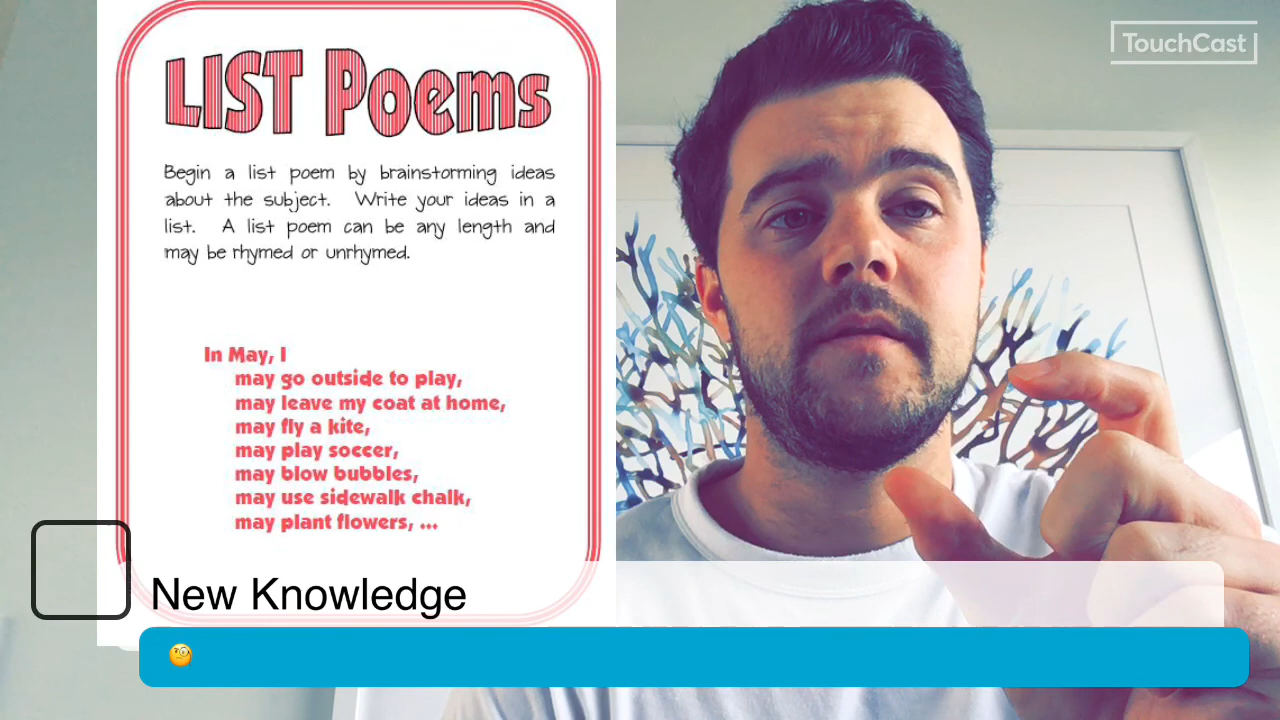 LIST Poems
Begin a list poem by brainstorming ideas
about the subject. Write your ideas in a
list. A list poem can be any length and
may be rhymed or unrhymed.
In May, I
may go outside to play,
may leave my coat at home,
may fly a kite,
may play soccer,
may blow bubbles,
may use sidewalk chalk,
may plant flowers, ...
TouchCast
New Knowledge
🧐